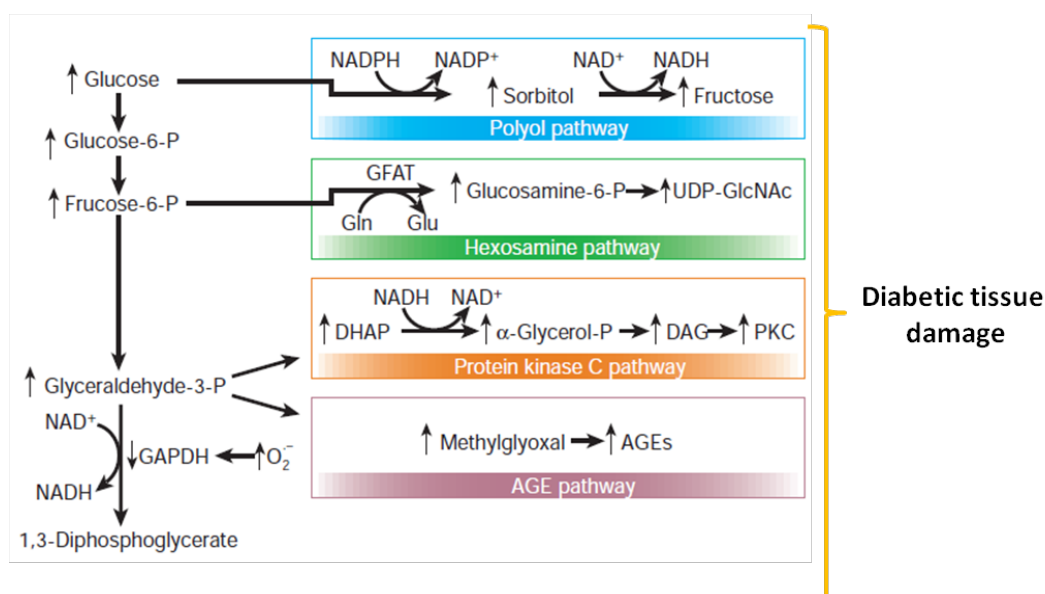 ↑ Glucose
↑ Glucose-6-P
↑ Frucose-6-P
↑ Glyceraldehyde-3-P
NAD⁺
↓GAPDH ← ↑O₂˙⁻
NADH
1,3-Diphosphoglycerate
NADPH NADP⁺ NAD⁺ NADH
↑ Sorbitol → ↑ Fructose
Polyol pathway
GFAT
↑ Glucosamine-6-P → ↑UDP-GlcNAc
Gln Glu
Hexosamine pathway
NADH NAD⁺
↑ DHAP → ↑ α-Glycerol-P → ↑ DAG → ↑ PKC
Protein kinase C pathway
↑ Methylglyoxal → ↑ AGEs
AGE pathway
Diabetic tissue
damage